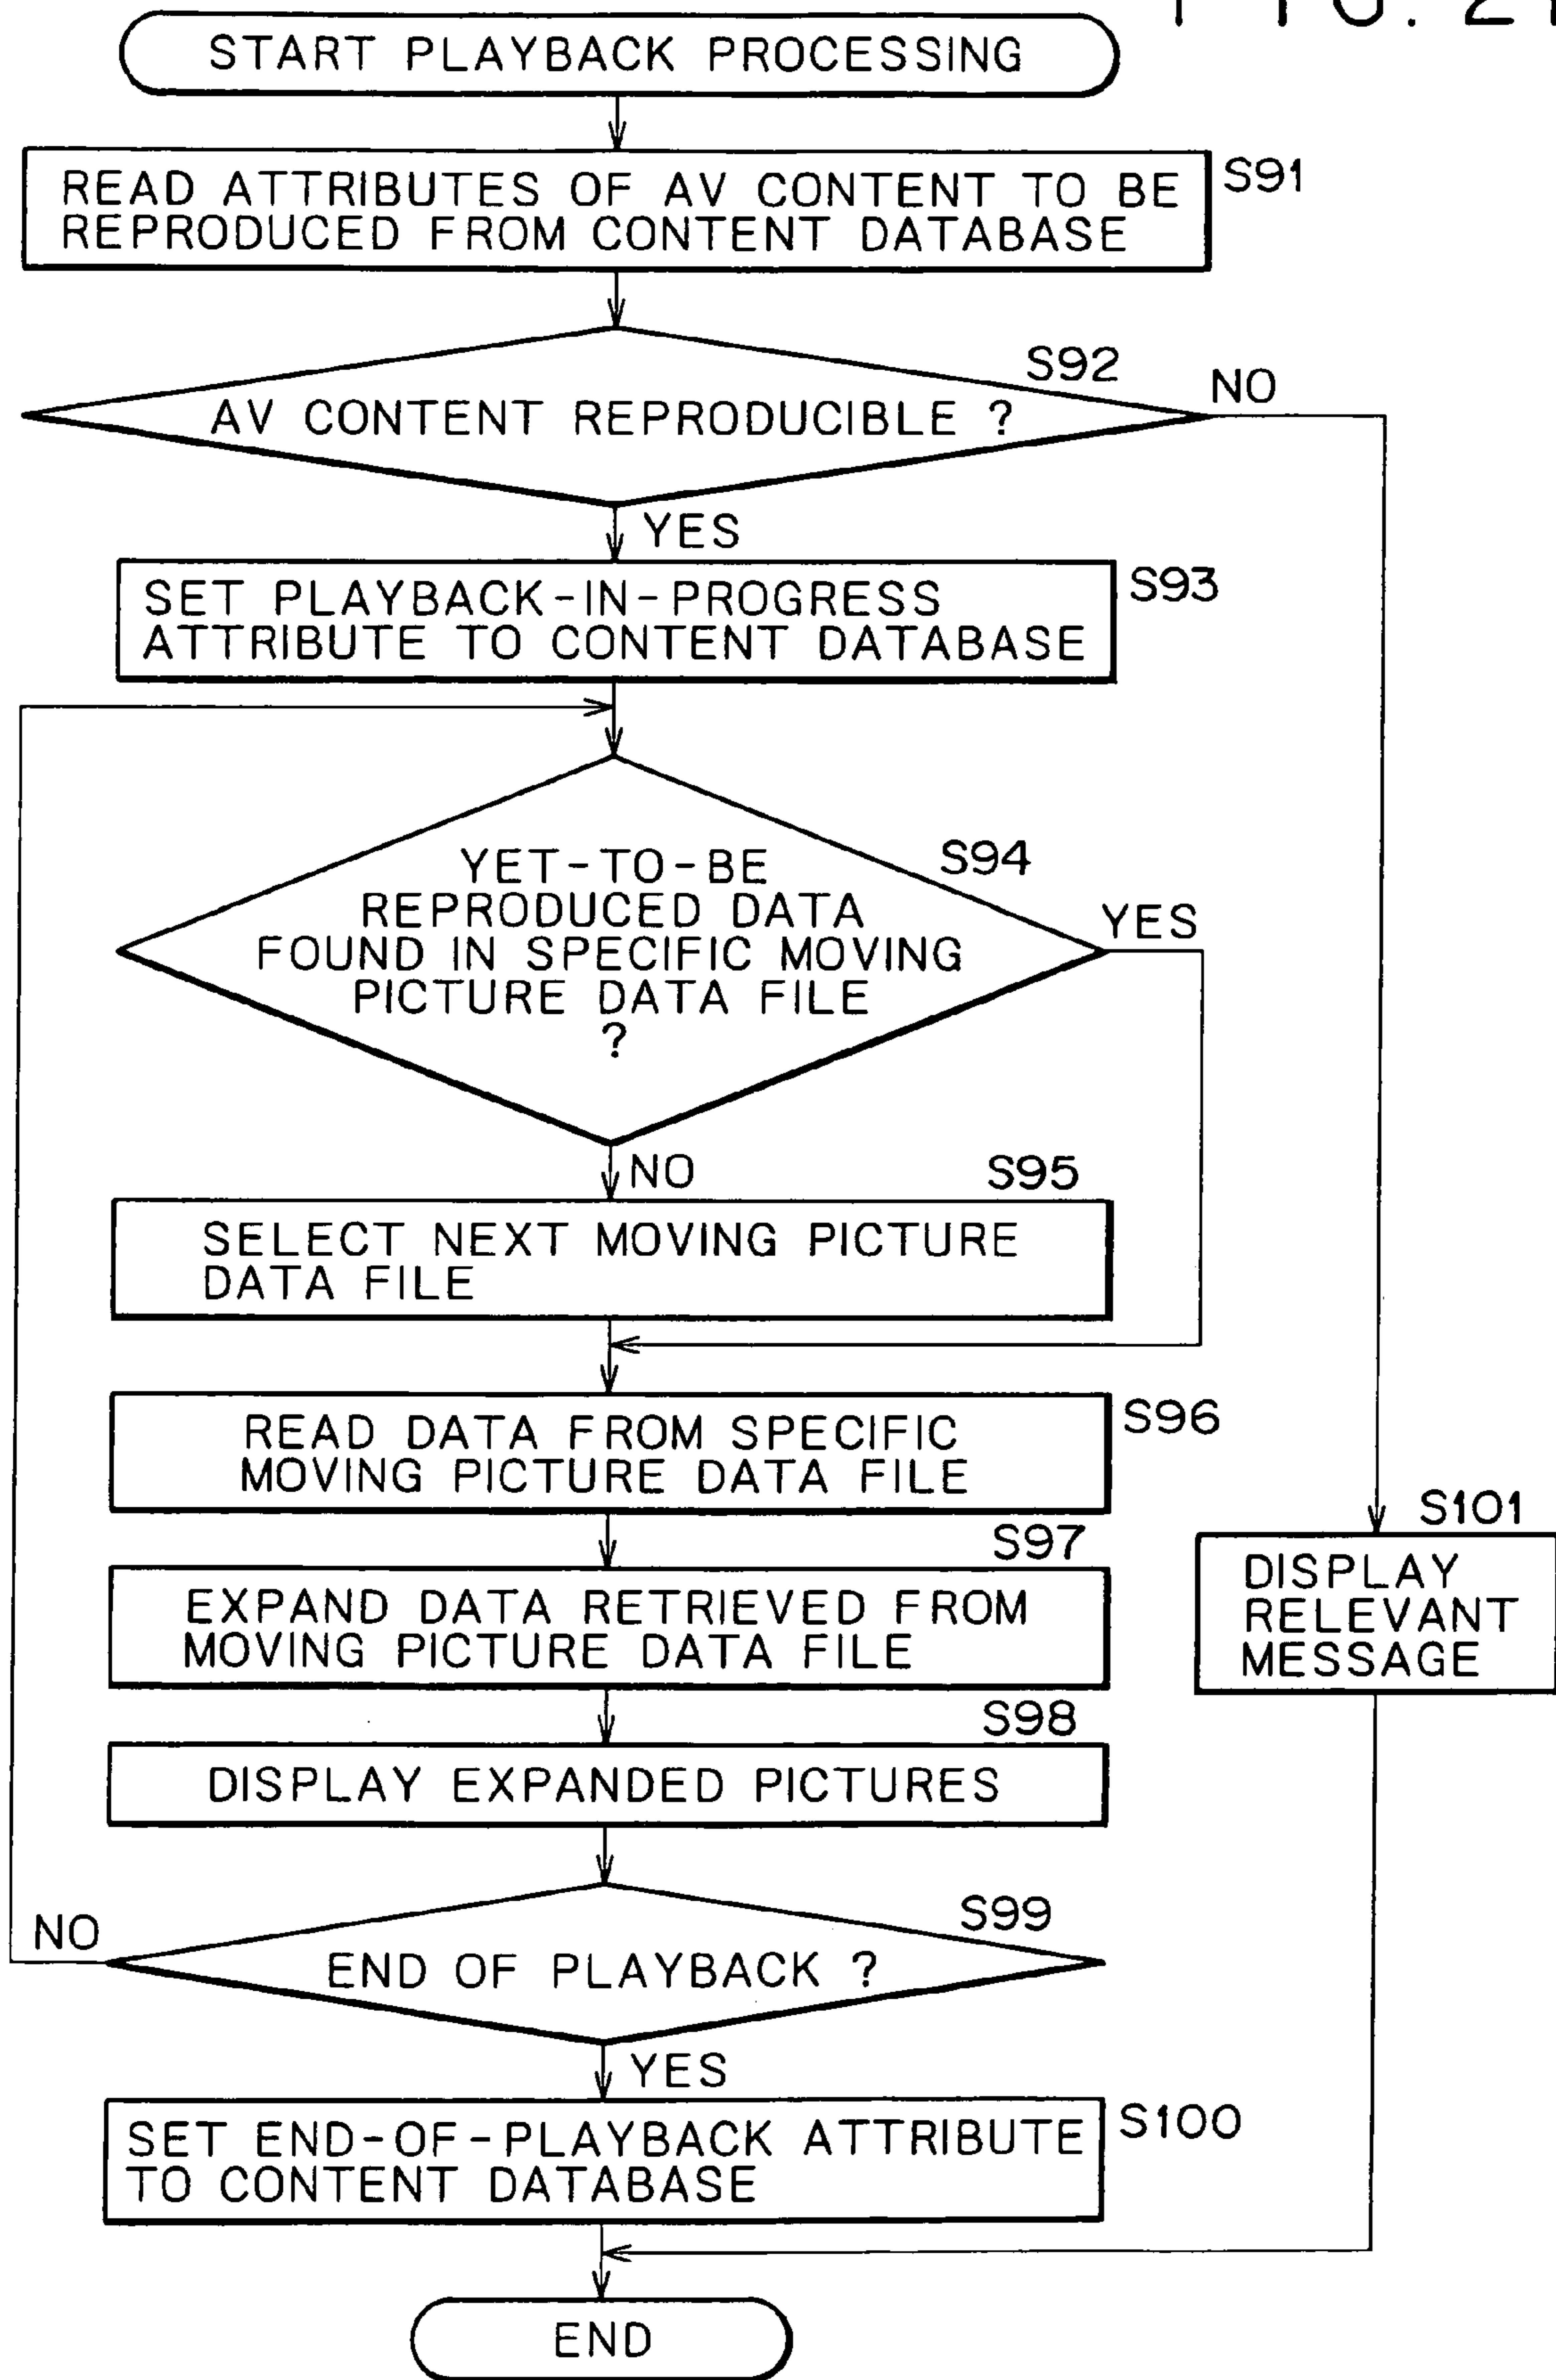 FIG. 21
START PLAYBACK PROCESSING
READ ATTRIBUTES OF AV CONTENT TO BE
REPRODUCED FROM CONTENT DATABASE
S91
S92
AV CONTENT REPRODUCIBLE ?
NO
YES
SET PLAYBACK-IN-PROGRESS
ATTRIBUTE TO CONTENT DATABASE
S93
S94
YET-TO-BE
REPRODUCED DATA
FOUND IN SPECIFIC MOVING
PICTURE DATA FILE
?
YES
NO
S95
SELECT NEXT MOVING PICTURE
DATA FILE
READ DATA FROM SPECIFIC
MOVING PICTURE DATA FILE
S96
S97
EXPAND DATA RETRIEVED FROM
MOVING PICTURE DATA FILE
S101
DISPLAY
RELEVANT
MESSAGE
S98
DISPLAY EXPANDED PICTURES
S99
END OF PLAYBACK ?
NO
YES
SET END-OF-PLAYBACK ATTRIBUTE
TO CONTENT DATABASE
S100
END